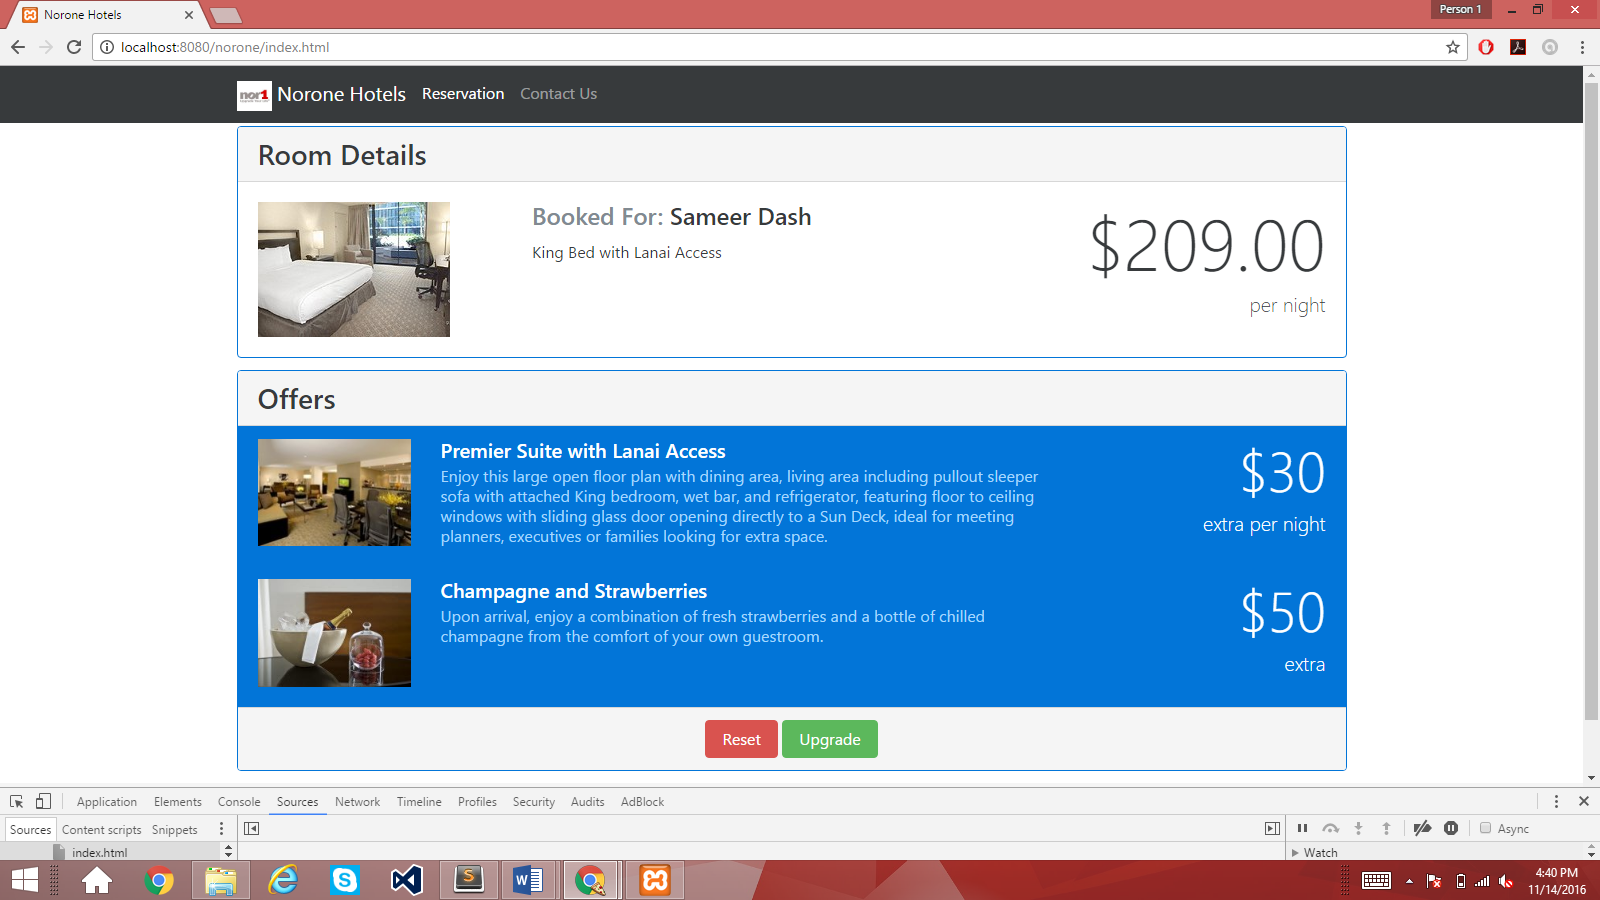 Norone Hotels
Person 1
localhost:8080/norone/index.html
nor1 Norone Hotels Reservation Contact Us
Room Details
Booked For: Sameer Dash
King Bed with Lanai Access
$209.00
per night
Offers
Premier Suite with Lanai Access
Enjoy this large open floor plan with dining area, living area including pullout sleeper
sofa with attached King bedroom, wet bar, and refrigerator, featuring floor to ceiling
windows with sliding glass door opening directly to a Sun Deck, ideal for meeting
planners, executives or families looking for extra space.
$30
extra per night
Champagne and Strawberries
Upon arrival, enjoy a combination of fresh strawberries and a bottle of chilled
champagne from the comfort of your own guestroom.
$50
extra
Reset Upgrade
Application Elements Console Sources Network Timeline Profiles Security Audits AdBlock
Sources Content scripts Snippets
Async
index.html
Watch
4:40 PM
11/14/2016